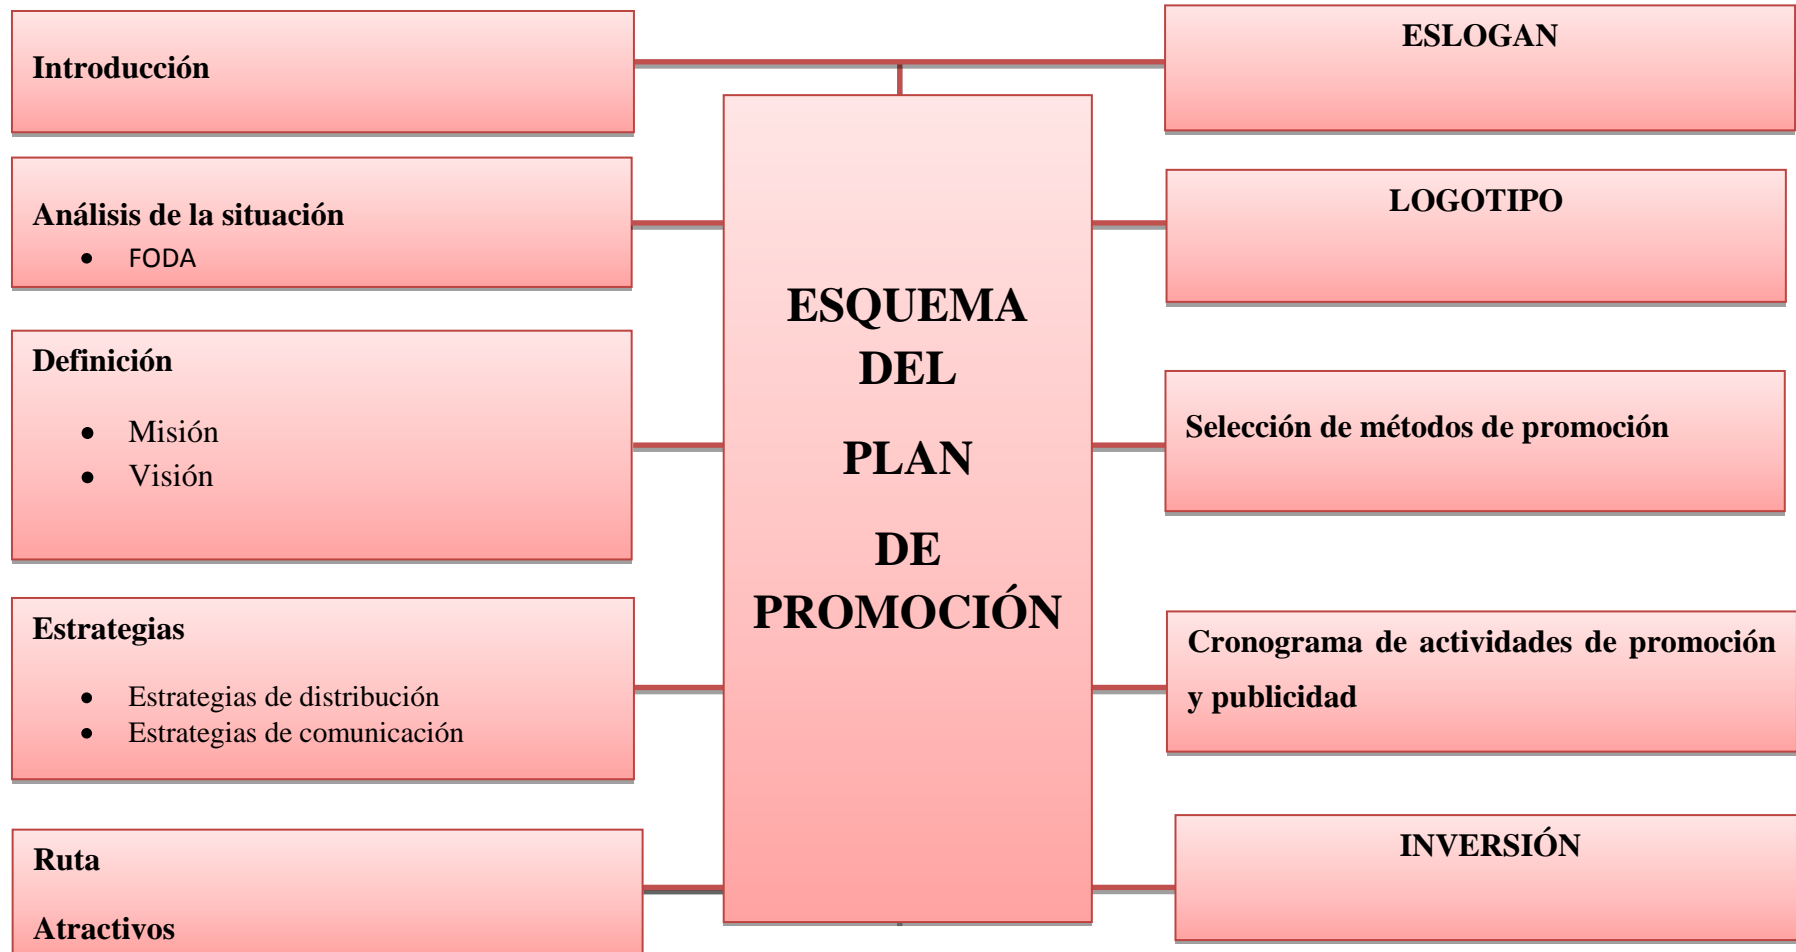 Introducción
Análisis de la situación
• FODA
Definición
• Misión
• Visión
Estrategias
• Estrategias de distribución
• Estrategias de comunicación
Ruta
Atractivos
ESQUEMA
DEL
PLAN
DE
PROMOCIÓN
ESLOGAN
LOGOTIPO
Selección de métodos de promoción
Cronograma de actividades de promoción
y publicidad
INVERSIÓN